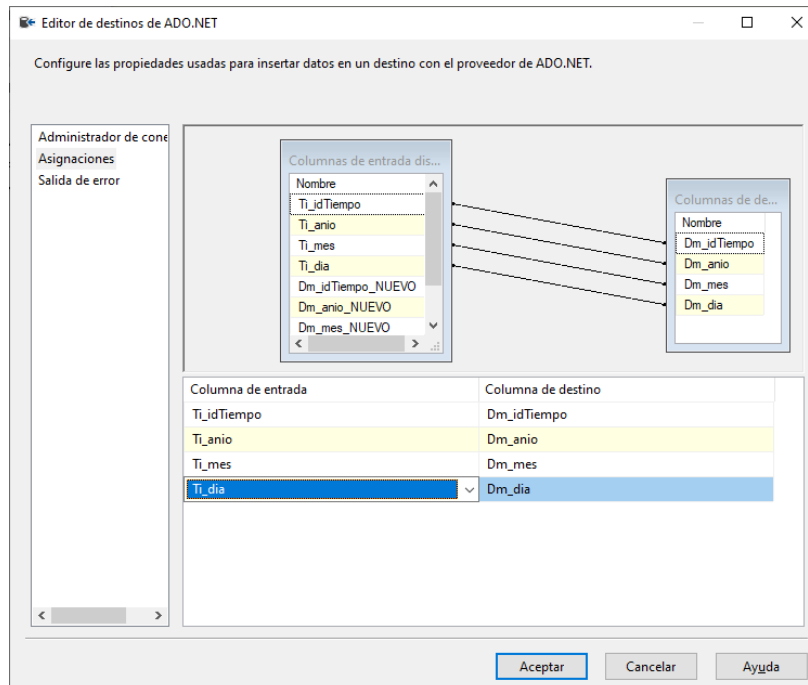 Editor de destinos de ADO.NET
Configure las propiedades usadas para insertar datos en un destino con el proveedor de ADO.NET.
Administrador de cone
Asignaciones
Salida de error
Columnas de entrada dis...
Nombre
Ti_idTiempo
Ti_anio
Ti_mes
Ti_dia
Dm_idTiempo_NUEVO
Dm_anio_NUEVO
Dm_mes_NUEVO
Columnas de de...
Nombre
Dm_idTiempo
Dm_anio
Dm_mes
Dm_dia
Columna de entrada Columna de destino
Ti_idTiempo Dm_idTiempo
Ti_anio Dm_anio
Ti_mes Dm_mes
Ti_dia Dm_dia
Aceptar Cancelar Ayuda